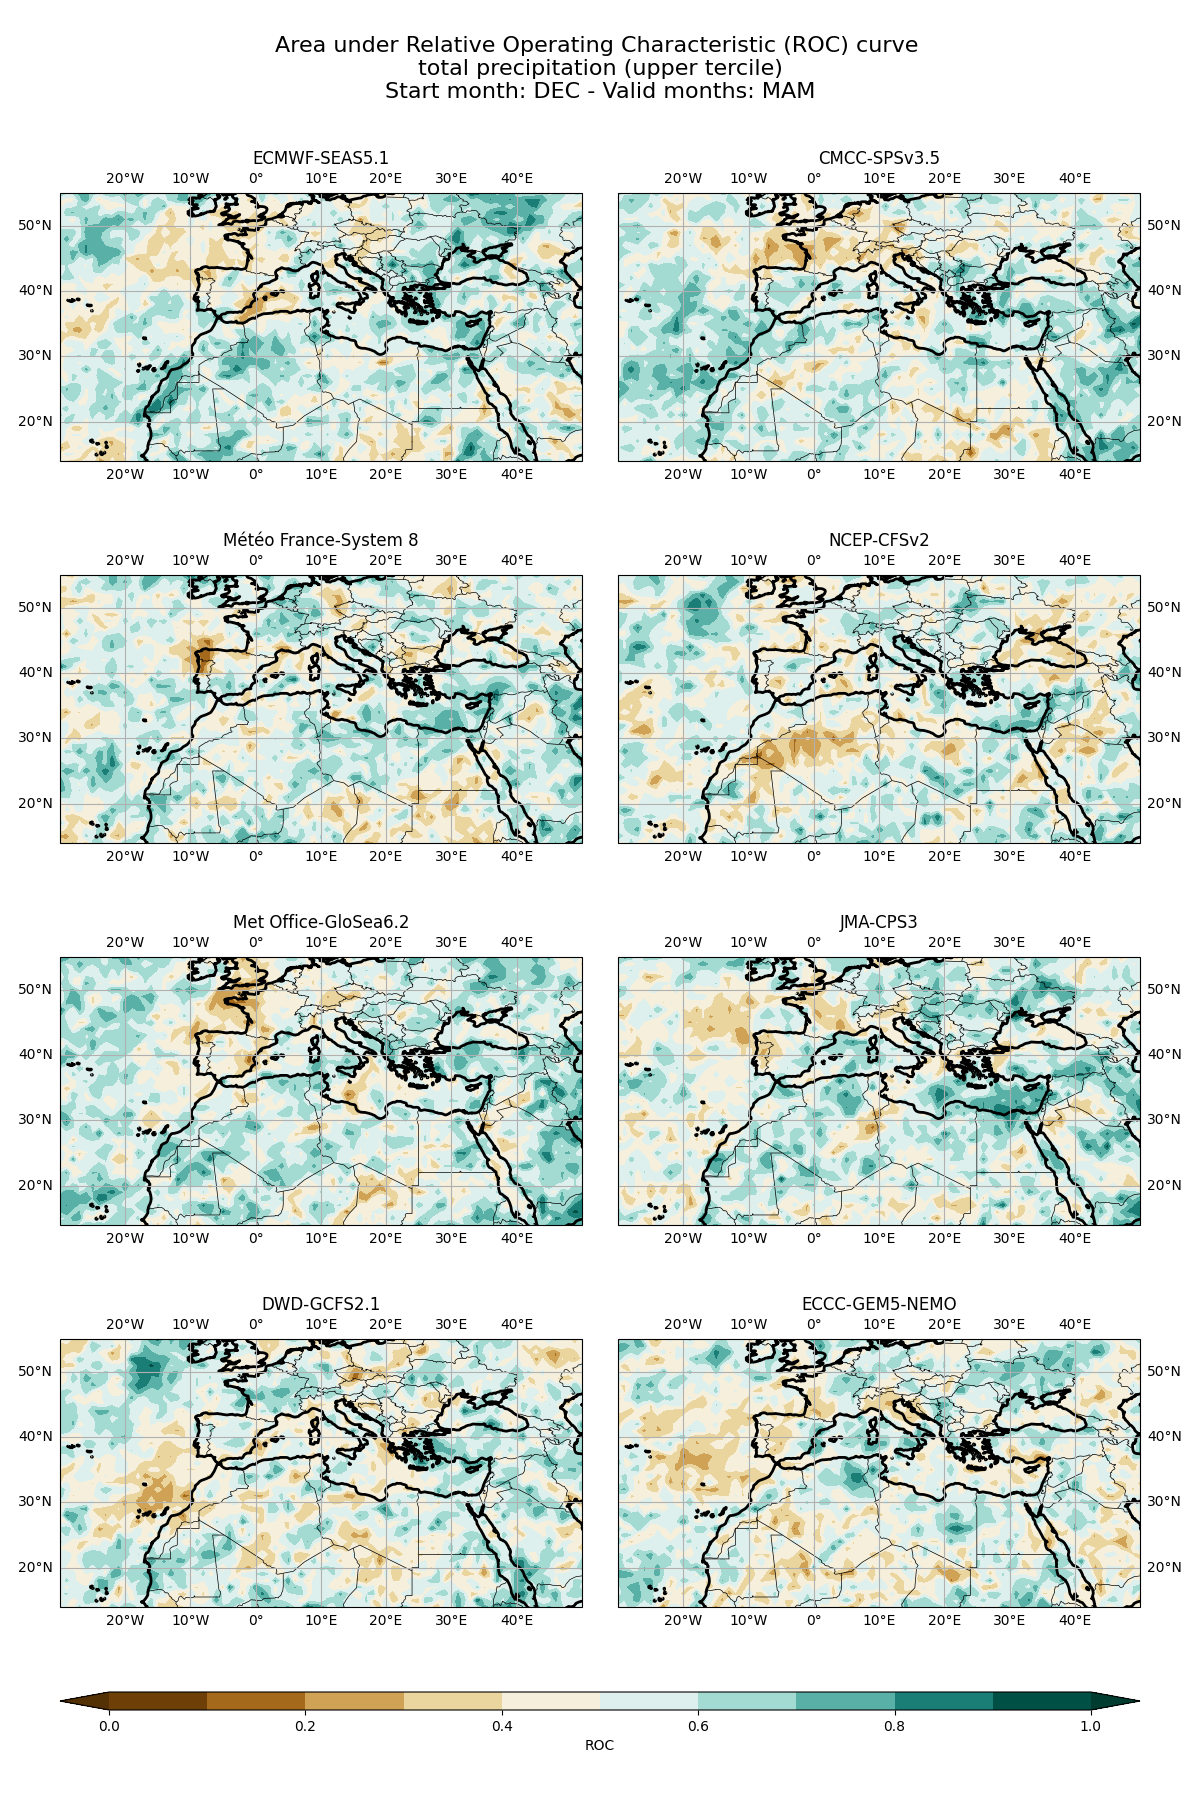 Area under Relative Operating Characteristic (ROC) curve
total precipitation (upper tercile)
Start month: DEC - Valid months: MAM
ECMWF-SEAS5.1
20°W 10°W 0° 10°E 20°E 30°E 40°E
50°N
40°N
30°N
20°N
20°W 10°W 0° 10°E 20°E 30°E 40°E
CMCC-SPSv3.5
20°W 10°W 0° 10°E 20°E 30°E 40°E
50°N
40°N
30°N
20°N
20°W 10°W 0° 10°E 20°E 30°E 40°E
Météo France-System 8
20°W 10°W 0° 10°E 20°E 30°E 40°E
50°N
40°N
30°N
20°N
20°W 10°W 0° 10°E 20°E 30°E 40°E
NCEP-CFSv2
20°W 10°W 0° 10°E 20°E 30°E 40°E
50°N
40°N
30°N
20°N
20°W 10°W 0° 10°E 20°E 30°E 40°E
Met Office-GloSea6.2
20°W 10°W 0° 10°E 20°E 30°E 40°E
50°N
40°N
30°N
20°N
20°W 10°W 0° 10°E 20°E 30°E 40°E
JMA-CPS3
20°W 10°W 0° 10°E 20°E 30°E 40°E
50°N
40°N
30°N
20°N
20°W 10°W 0° 10°E 20°E 30°E 40°E
DWD-GCFS2.1
20°W 10°W 0° 10°E 20°E 30°E 40°E
50°N
40°N
30°N
20°N
20°W 10°W 0° 10°E 20°E 30°E 40°E
ECCC-GEM5-NEMO
20°W 10°W 0° 10°E 20°E 30°E 40°E
50°N
40°N
30°N
20°N
20°W 10°W 0° 10°E 20°E 30°E 40°E
0.0 0.2 0.4 0.6 0.8 1.0
ROC